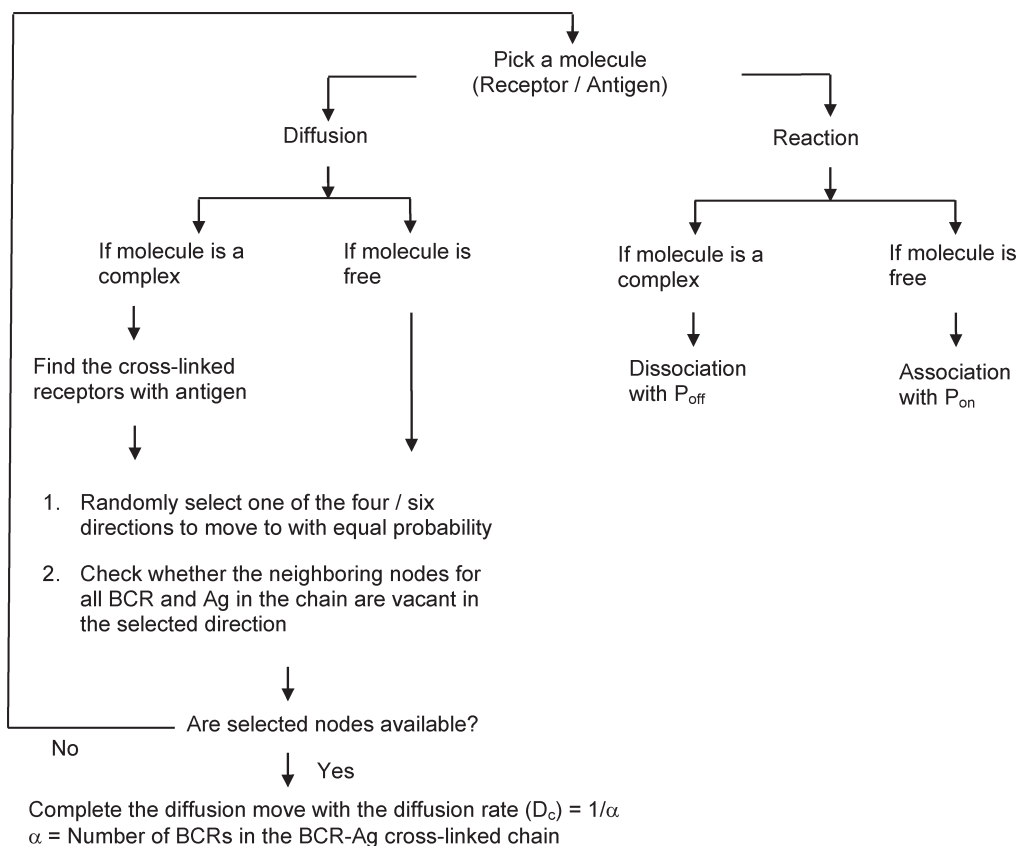 Pick a molecule
(Receptor / Antigen)
Diffusion
Reaction
If molecule is a
complex
If molecule is
free
If molecule is a
complex
If molecule is
free
Find the cross-linked
receptors with antigen
Dissociation
with Poff
Association
with Pon
1. Randomly select one of the four / six
directions to move to with equal probability
2. Check whether the neighboring nodes for
all BCR and Ag in the chain are vacant in
the selected direction
Are selected nodes available?
No
Yes
Complete the diffusion move with the diffusion rate (Dc) = 1/α
α = Number of BCRs in the BCR-Ag cross-linked chain